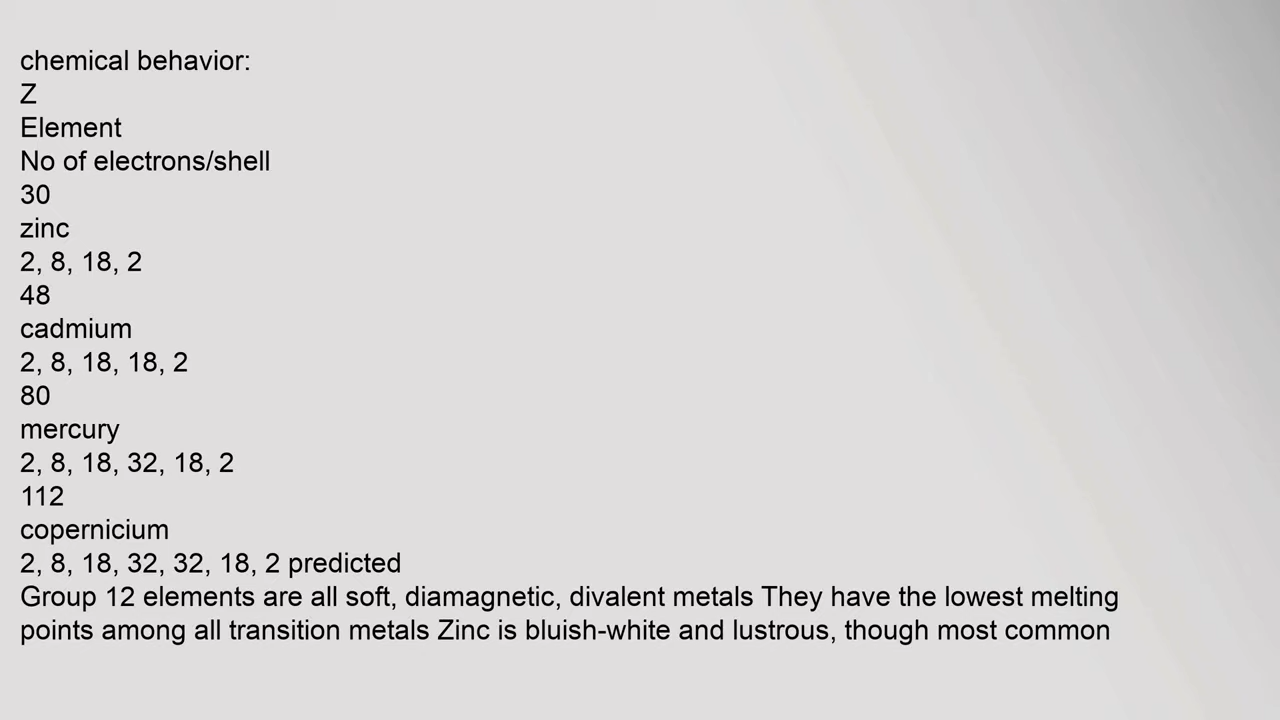 chemical behavior:
Z
Element
No of electrons/shell
30
zinc
2, 8, 18, 2
48
cadmium
2, 8, 18, 18, 2
80
mercury
2, 8, 18, 32, 18, 2
112
copernicium
2, 8, 18, 32, 32, 18, 2 predicted
Group 12 elements are all soft, diamagnetic, divalent metals They have the lowest melting
points among all transition metals Zinc is bluish-white and lustrous, though most common